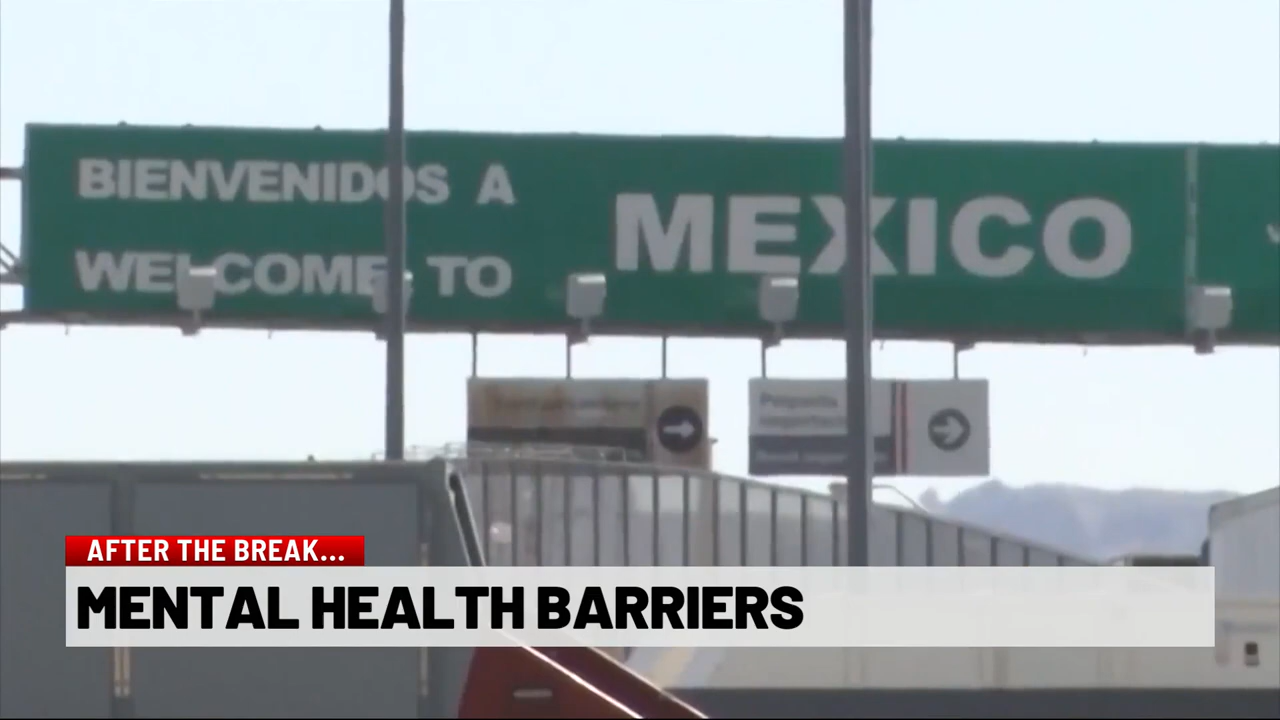 BIENVENIDOS A
WELCOME TO
MEXICO
AFTER THE BREAK...
MENTAL HEALTH BARRIERS